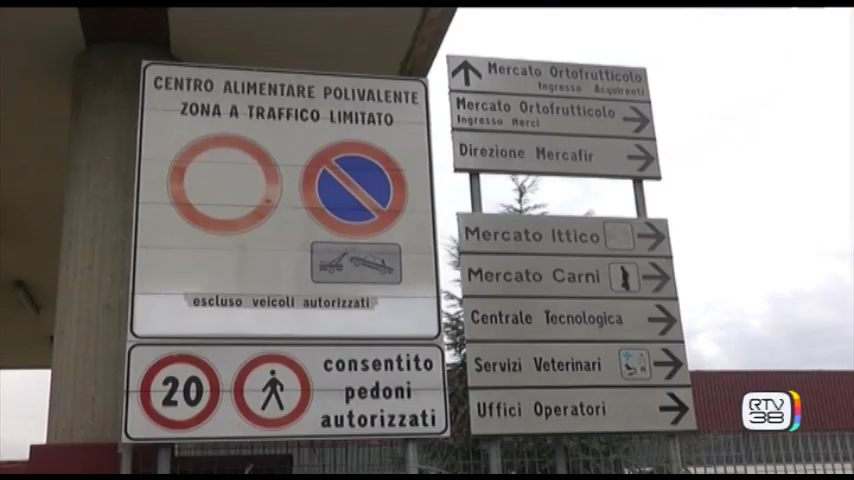 CENTRO ALIMENTARE POLIVALENTE
ZONA A TRAFFICO LIMITATO
escluso veicoli autorizzati
20
consentito
pedoni
autorizzati
Mercato Ortofrutticolo
Ingresso Acquirenti
Mercato Ortofrutticolo
Ingresso Merci
Direzione Mercafir
Mercato Ittico
Mercato Carni
Centrale Tecnologica
Servizi Veterinari
Uffici Operatori
RTV
38